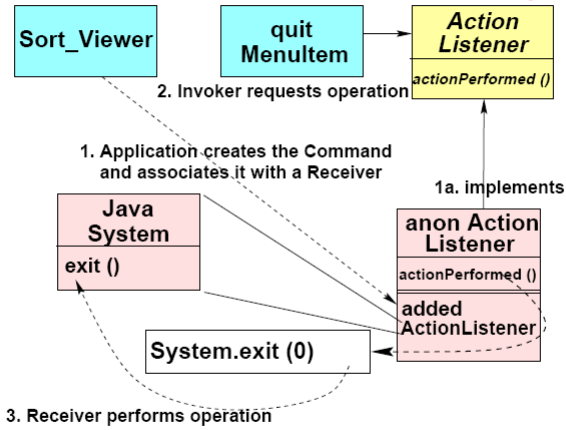 Sort_Viewer
quit
MenuItem
Action
Listener
actionPerformed ()
2. Invoker requests operation
1. Application creates the Command
and associates it with a Receiver
1a. implements
Java
System
exit ()
anon Action
Listener
actionPerformed ()
added
ActionListener
System.exit (0)
3. Receiver performs operation